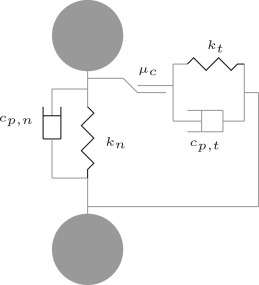 k_t
μ_c
c_{p,n}
k_n
c_{p,t}